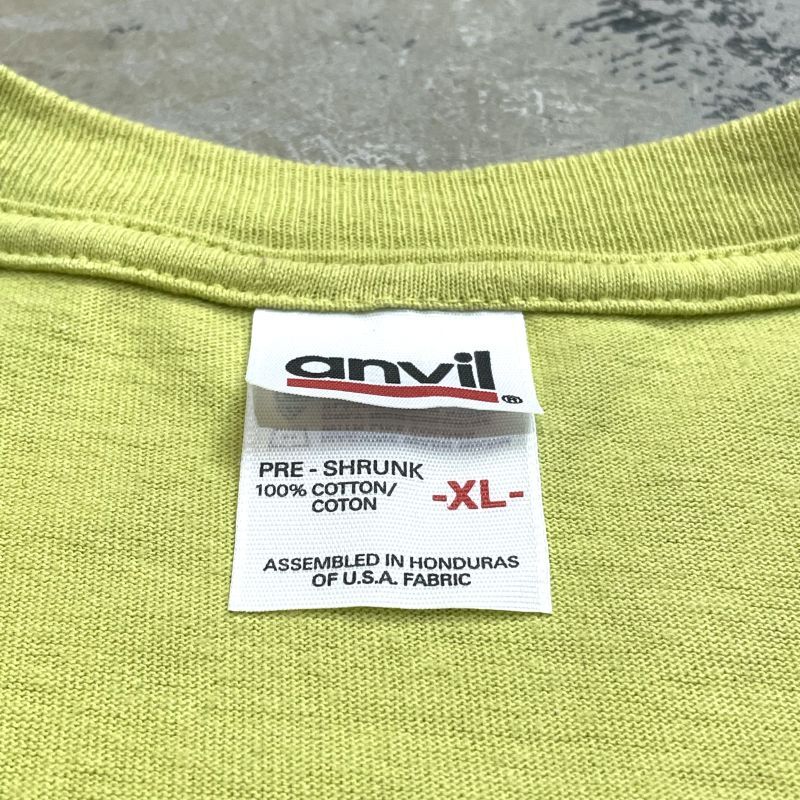 anvil
®
PRE - SHRUNK
100% COTTON/
COTON
-XL-
ASSEMBLED IN HONDURAS
OF U.S.A. FABRIC